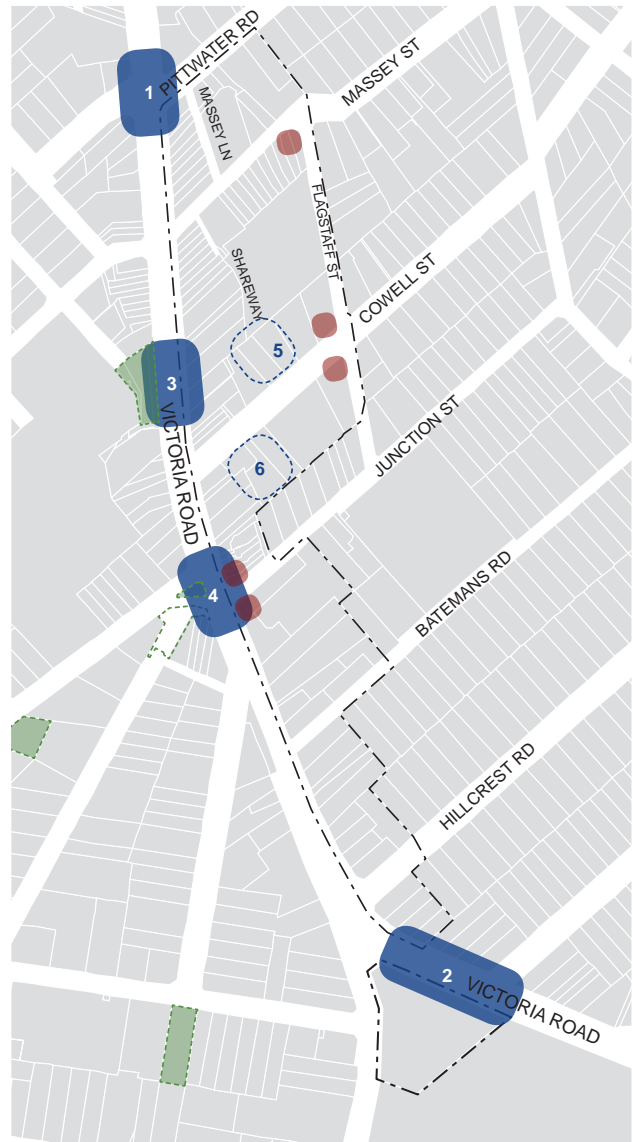 PITTWATER RD
MASSEY ST
1
MASSEY LN
FLAGSTAFF ST
SHAREWAY
COWELL ST
5
3
VICTORIA ROAD
JUNCTION ST
6
BATEMANS RD
4
HILLCREST RD
2
VICTORIA ROAD